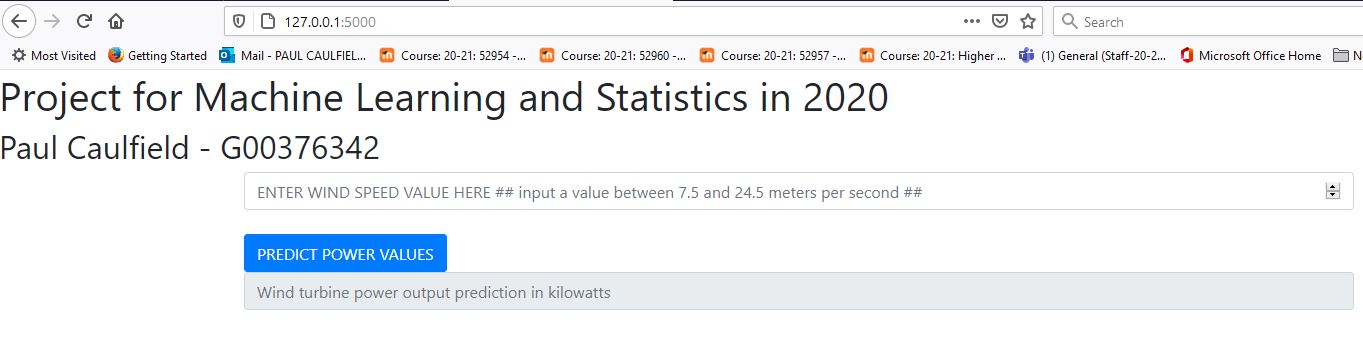 127.0.0.1:5000
Search
Most Visited
Getting Started
Mail - PAUL CAULFIEL...
Course: 20-21: 52954 -...
Course: 20-21: 52960 -...
Course: 20-21: 52957 -...
Course: 20-21: Higher ...
(1) General (Staff-20-2...
Microsoft Office Home
N
Project for Machine Learning and Statistics in 2020
Paul Caulfield - G00376342
ENTER WIND SPEED VALUE HERE ## input a value between 7.5 and 24.5 meters per second ##
PREDICT POWER VALUES
Wind turbine power output prediction in kilowatts